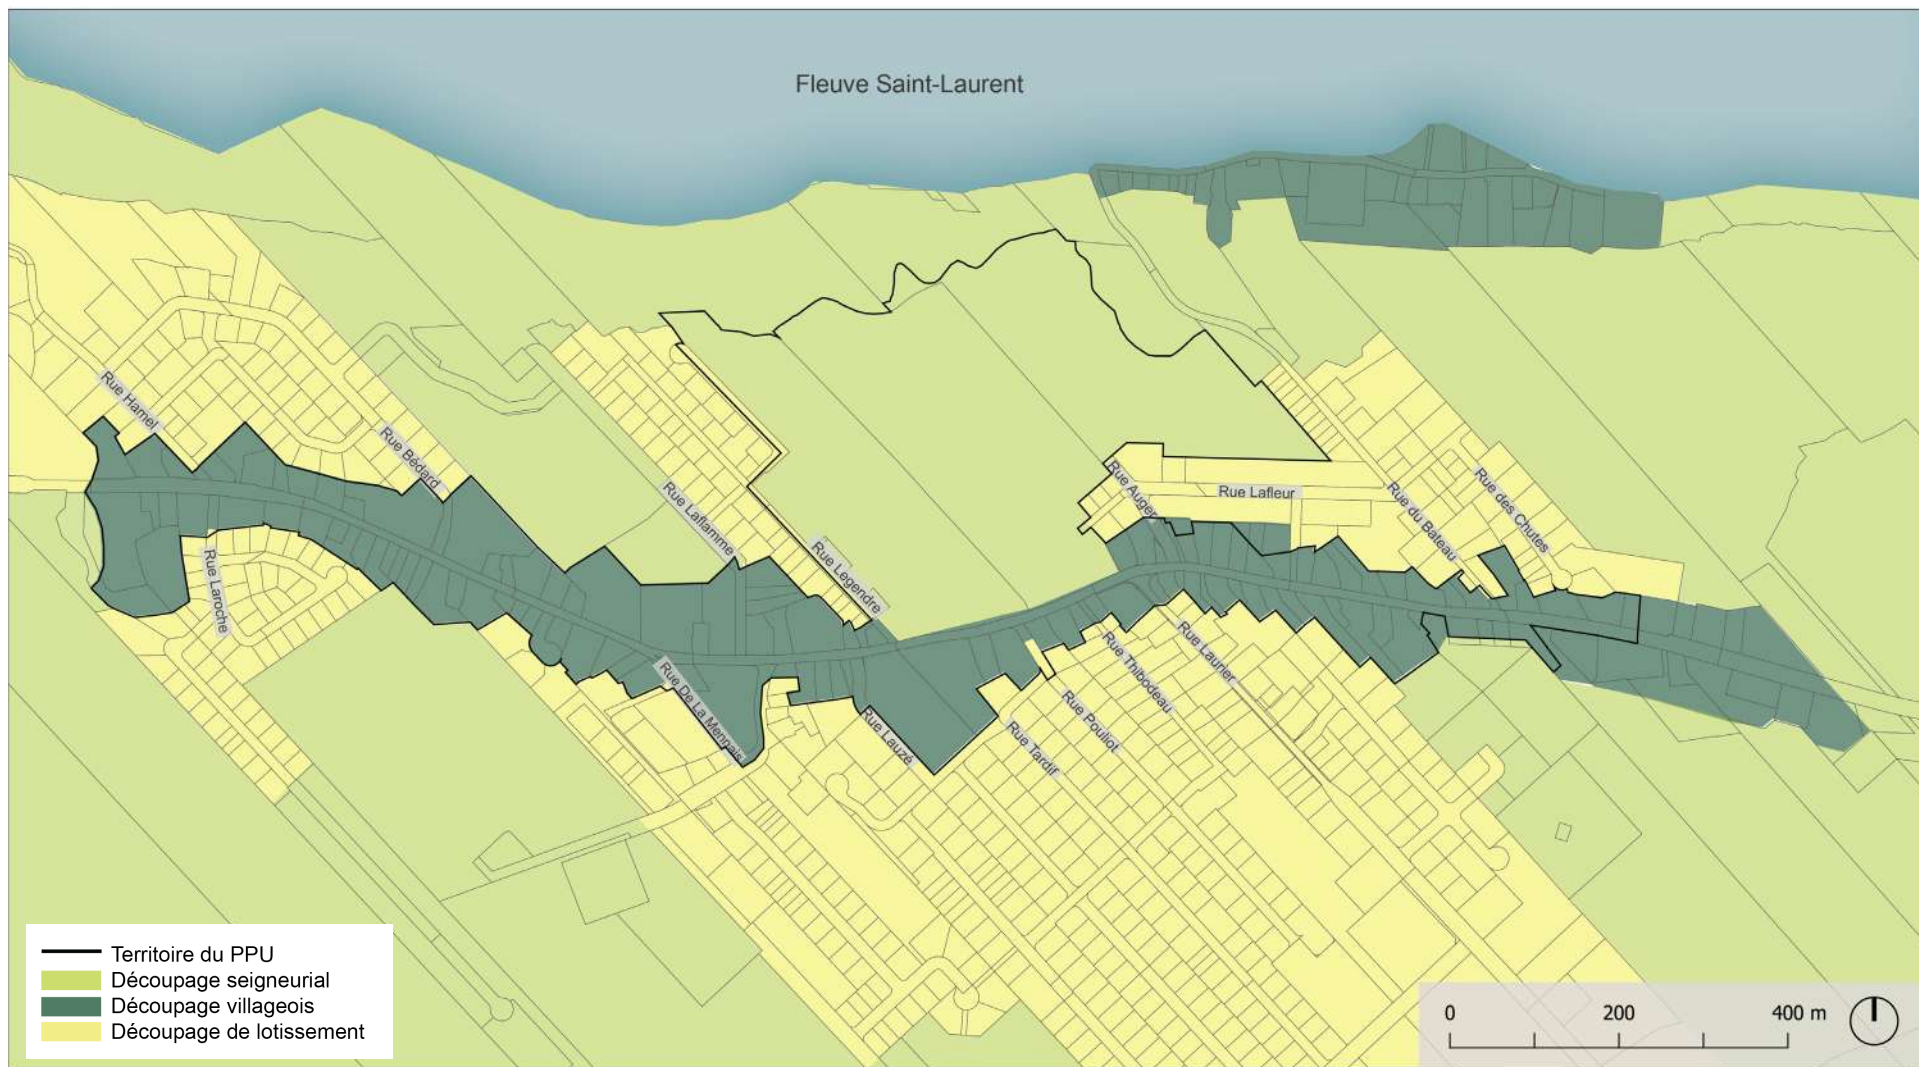 Fleuve Saint-Laurent
Rue Hamel
Rue Bédard
Rue Laflamme
Rue Legendre
Rue Auger
Rue Lafleur
Rue du Bateau
Rue des Chutes
Rue Laroche
Rue De La Mennais
Rue Lauzé
Rue Tardif
Rue Pouliot
Rue Thibodeau
Rue Laurier
Territoire du PPU
Découpage seigneurial
Découpage villageois
Découpage de lotissement
0 200 400 m